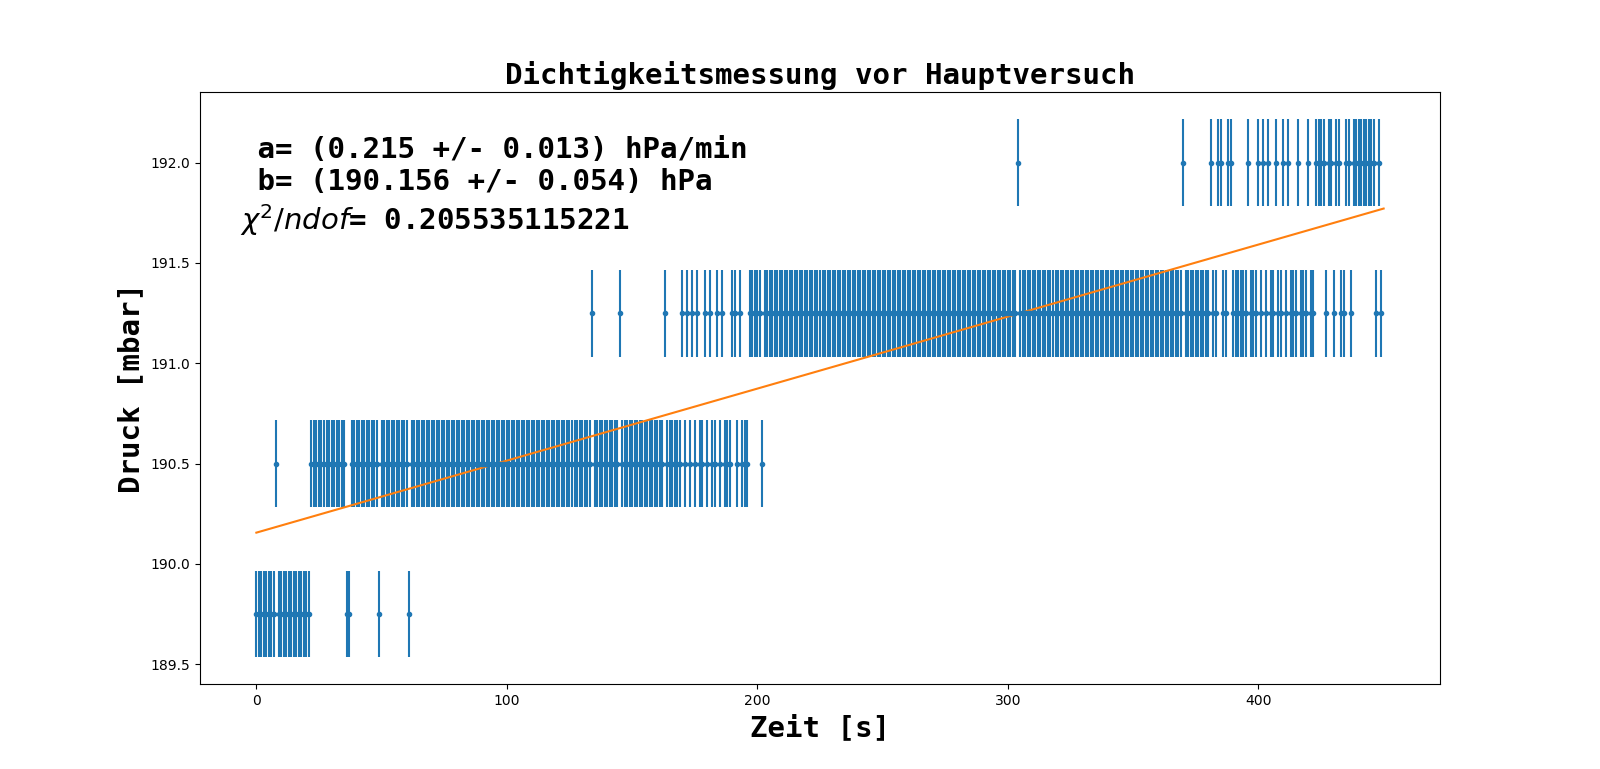 Dichtigkeitsmessung vor Hauptversuch
a= (0.215 +/- 0.013) hPa/min
b= (190.156 +/- 0.054) hPa
χ²/ndof= 0.205535115221
Druck [mbar]
192.0
191.5
191.0
190.5
190.0
189.5
0 100 200 300 400
Zeit [s]